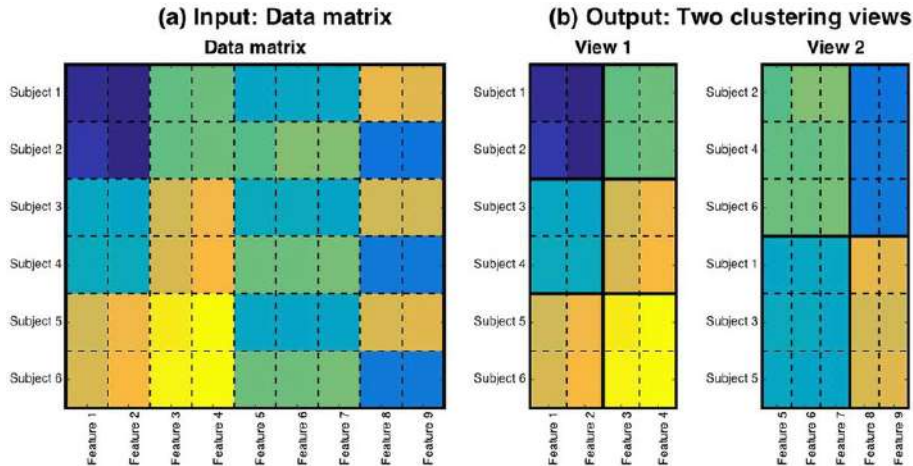 (a) Input: Data matrix
Data matrix
Subject 1
Subject 2
Subject 3
Subject 4
Subject 5
Subject 6
Feature 1
Feature 2
Feature 3
Feature 4
Feature 5
Feature 6
Feature 7
Feature 8
Feature 9
(b) Output: Two clustering views
View 1
Subject 1
Subject 2
Subject 3
Subject 4
Subject 5
Subject 6
Feature 1
Feature 2
Feature 3
Feature 4
View 2
Subject 2
Subject 4
Subject 6
Subject 1
Subject 3
Subject 5
Feature 5
Feature 6
Feature 7
Feature 8
Feature 9